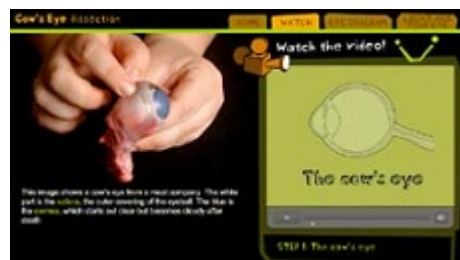 Cow's Eye Dissection
HOME WATCH EYE DIAGRAM
Watch the video!
The cow's eye
This image shows a cow's eye from a meat company. The white
part is the sclera, the outer covering of the eyeball. The blue is
the cornea, which starts out clear but becomes cloudy after
death.
STEP 1: The cow's eye